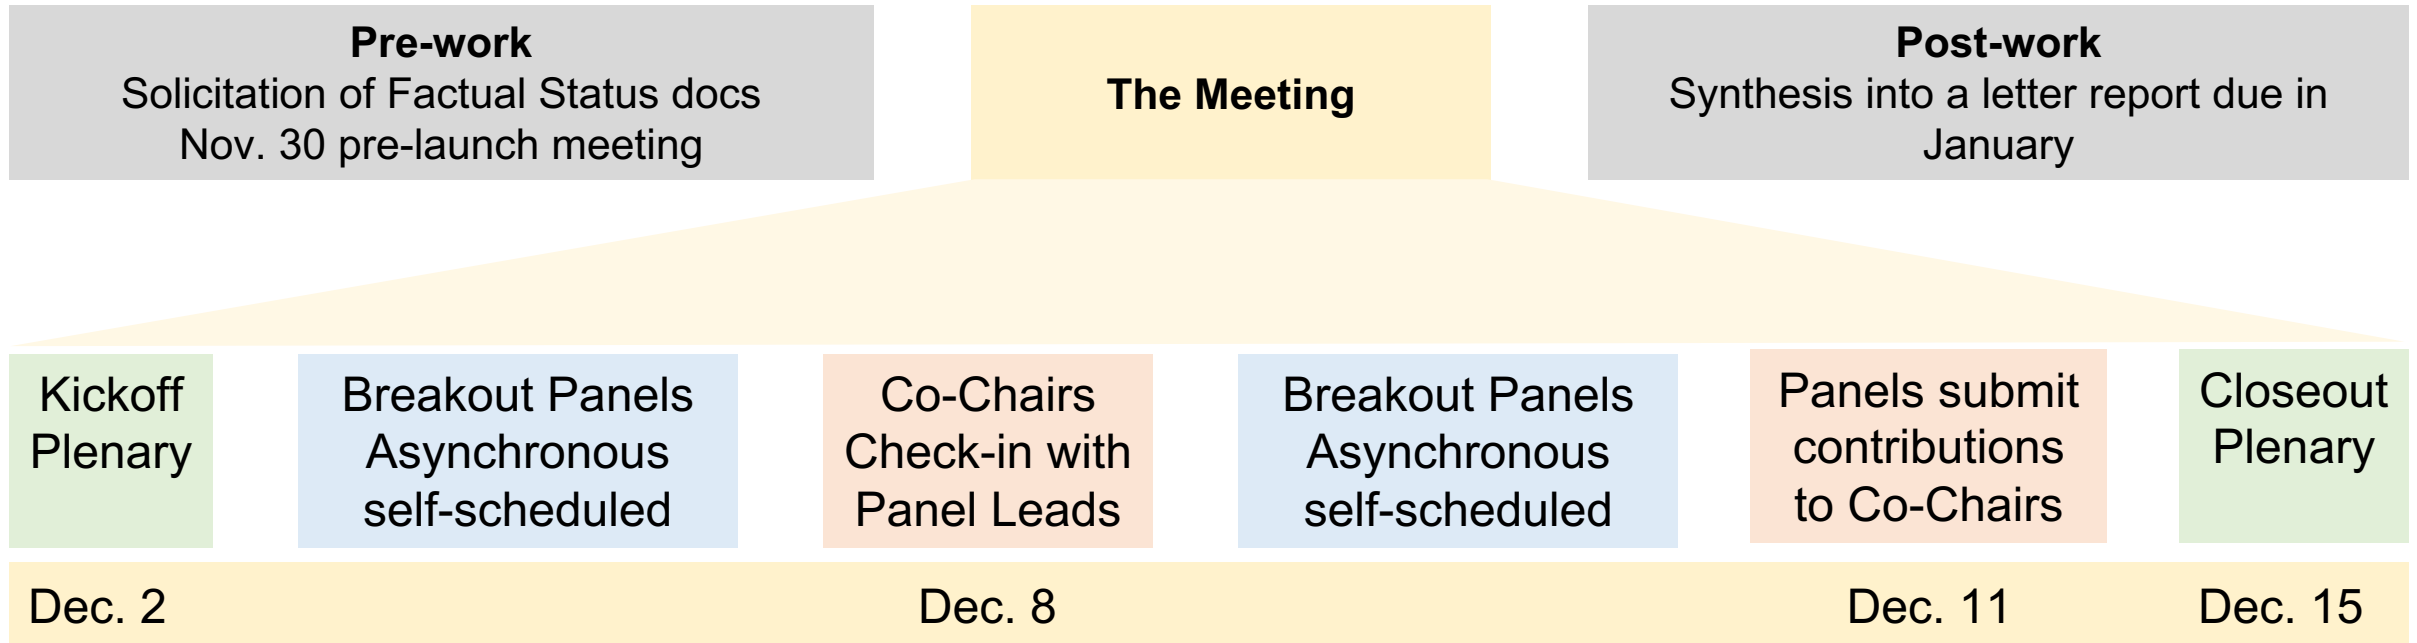 Pre-work
Solicitation of Factual Status docs
Nov. 30 pre-launch meeting
The Meeting
Post-work
Synthesis into a letter report due in
January
Kickoff
Plenary
Breakout Panels
Asynchronous
self-scheduled
Co-Chairs
Check-in with
Panel Leads
Breakout Panels
Asynchronous
self-scheduled
Panels submit
contributions
to Co-Chairs
Closeout
Plenary
Dec. 2
Dec. 8
Dec. 11
Dec. 15